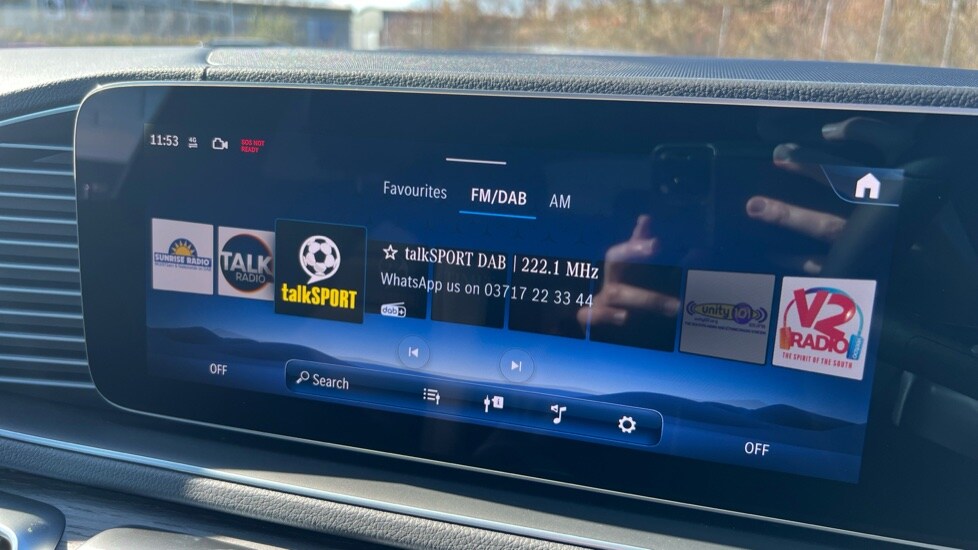 11:53 4G SOS NOT
READY
Favourites FM/DAB AM
SUNRISE RADIO
TALK
RADIO
talkSPORT
talkSPORT DAB | 222.1 MHz
WhatsApp us on 03717 22 33 44
dab
unity 101
V2
RADIO
THE SPIRIT OF THE SOUTH
OFF
Search
OFF